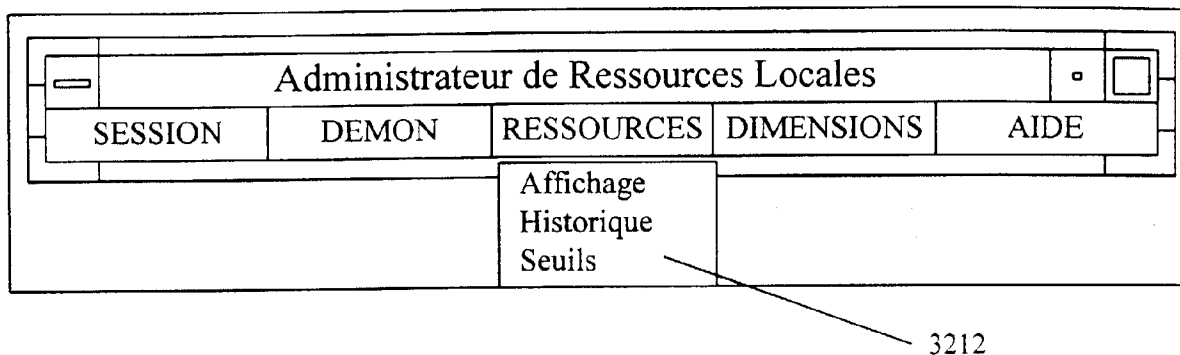 Administrateur de Ressources Locales
SESSION DEMON RESSOURCES DIMENSIONS AIDE
Affichage
Historique
Seuils
3212